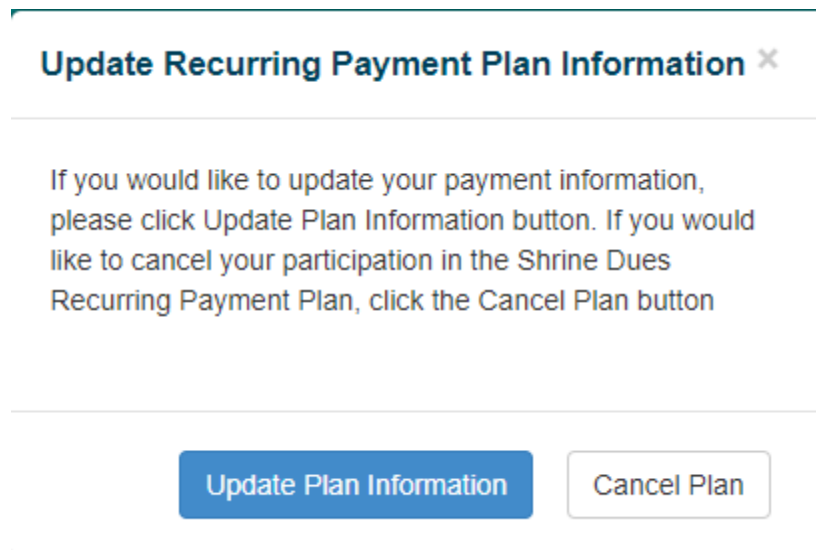 Update Recurring Payment Plan Information ×
If you would like to update your payment information,
please click Update Plan Information button. If you would
like to cancel your participation in the Shrine Dues
Recurring Payment Plan, click the Cancel Plan button
Update Plan Information Cancel Plan